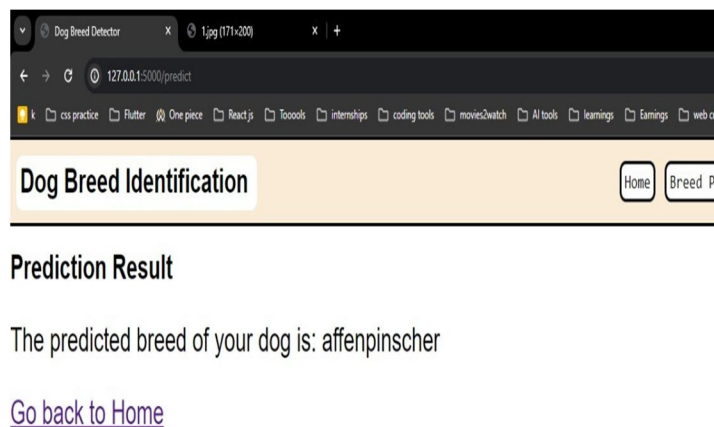 Dog Breed Detector
1.jpg (171×200)
127.0.0.1:5000/predict
k css practice Flutter One piece React js Tooools internships coding tools movies2watch AI tools learnings Earnings web
Dog Breed Identification
Home Breed P
Prediction Result
The predicted breed of your dog is: affenpinscher
Go back to Home